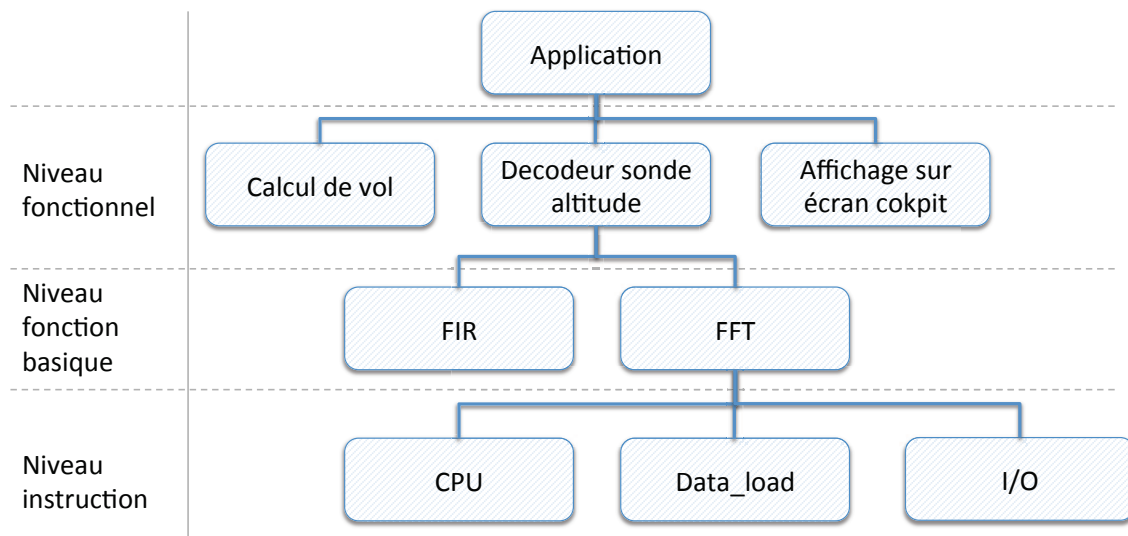 Application
Niveau
fonctionnel
Calcul de vol
Decodeur sonde
altitude
Affichage sur
écran cokpit
Niveau
fonction
basique
FIR
FFT
Niveau
instruction
CPU
Data_load
I/O